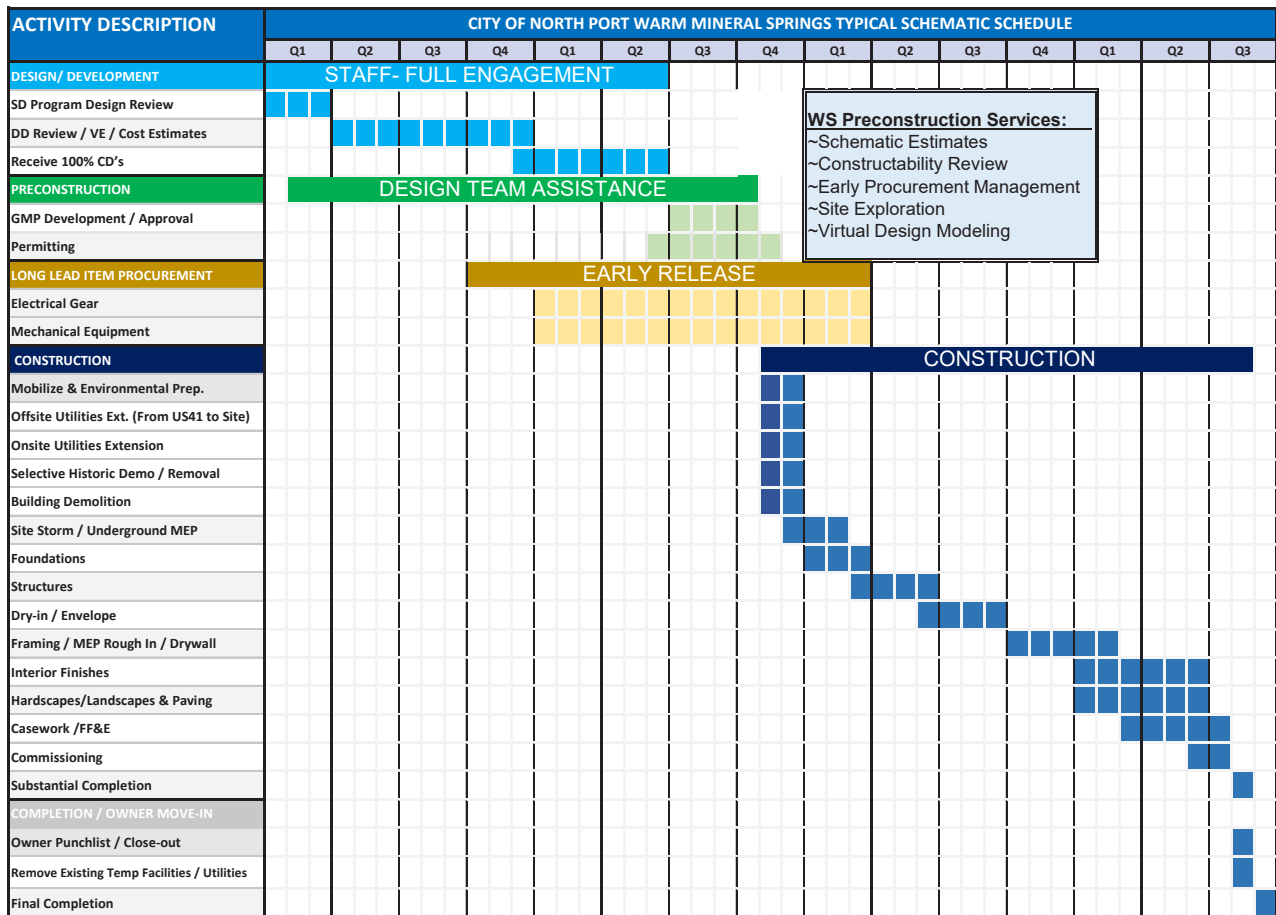 ACTIVITY DESCRIPTION
CITY OF NORTH PORT WARM MINERAL SPRINGS TYPICAL SCHEMATIC SCHEDULE
Q1 Q2 Q3 Q4 Q1 Q2 Q3 Q4 Q1 Q2 Q3 Q4 Q1 Q2 Q3
DESIGN/ DEVELOPMENT
STAFF- FULL ENGAGEMENT
SD Program Design Review
DD Review / VE / Cost Estimates
Receive 100% CD's
WS Preconstruction Services:
~Schematic Estimates
~Constructability Review
~Early Procurement Management
~Site Exploration
~Virtual Design Modeling
PRECONSTRUCTION
DESIGN TEAM ASSISTANCE
GMP Development / Approval
Permitting
LONG LEAD ITEM PROCUREMENT
EARLY RELEASE
Electrical Gear
Mechanical Equipment
CONSTRUCTION
CONSTRUCTION
Mobilize & Environmental Prep.
Offsite Utilities Ext. (From US41 to Site)
Onsite Utilities Extension
Selective Historic Demo / Removal
Building Demolition
Site Storm / Underground MEP
Foundations
Structures
Dry-in / Envelope
Framing / MEP Rough In / Drywall
Interior Finishes
Hardscapes/Landscapes & Paving
Casework /FF&E
Commissioning
Substantial Completion
COMPLETION / OWNER MOVE-IN
Owner Punchlist / Close-out
Remove Existing Temp Facilities / Utilities
Final Completion